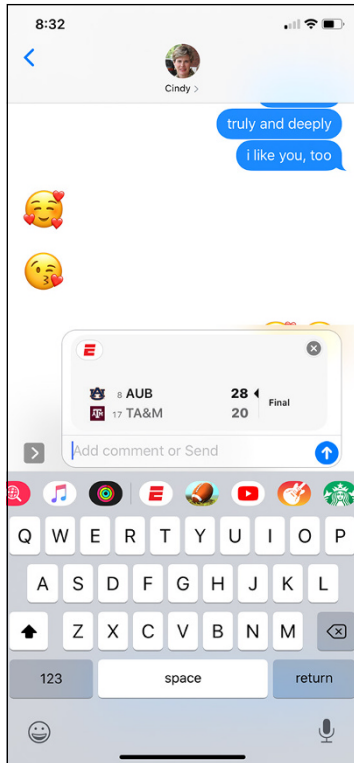 8:32
Cindy >
truly and deeply
i like you, too
8 AUB 28
17 TA&M 20
Final
Add comment or Send
Q W E R T Y U I O P
A S D F G H J K L
Z X C V B N M
123 space return